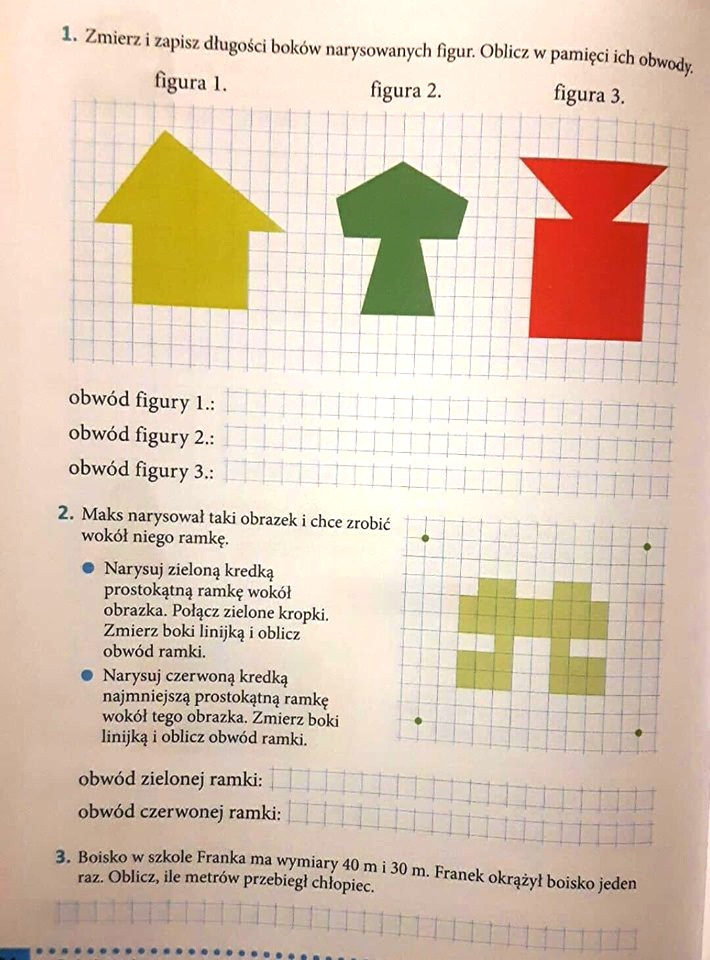 1. Zmierz i zapisz długości boków narysowanych figur. Oblicz w pamięci ich obwody.
figura 1. figura 2. figura 3.
obwód figury 1.:
obwód figury 2.:
obwód figury 3.:
2. Maks narysował taki obrazek i chce zrobić
wokół niego ramkę.
Narysuj zieloną kredką
prostokątną ramkę wokół
obrazka. Połącz zielone kropki.
Zmierz boki linijką i oblicz
obwód ramki.
Narysuj czerwoną kredką
najmniejszą prostokątną ramkę
wokół tego obrazka. Zmierz boki
linijką i oblicz obwód ramki.
obwód zielonej ramki:
obwód czerwonej ramki:
3. Boisko w szkole Franka ma wymiary 40 m i 30 m. Franek okrążył boisko jeden
raz. Oblicz, ile metrów przebiegł chłopiec.